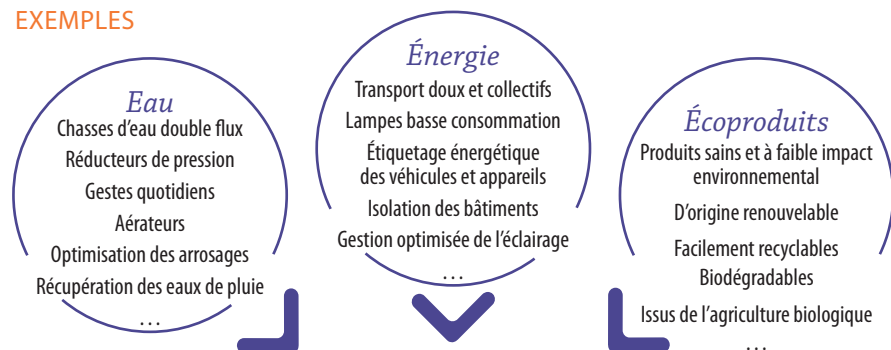 EXEMPLES
Eau
Chasses d'eau double flux
Réducteurs de pression
Gestes quotidiens
Aérateurs
Optimisation des arrosages
Récupération des eaux de pluie
…
Énergie
Transport doux et collectifs
Lampes basse consommation
Étiquetage énergétique
des véhicules et appareils
Isolation des bâtiments
Gestion optimisée de l'éclairage
…
Écoproduits
Produits sains et à faible impact
environnemental
D'origine renouvelable
Facilement recyclables
Biodégradables
Issus de l'agriculture biologique
…